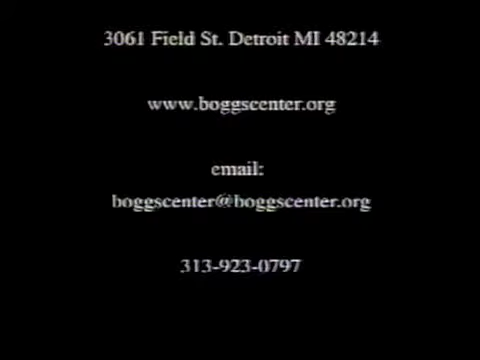 3061 Field St. Detroit MI 48214
www.boggscenter.org
email:
boggscenter@boggscenter.org
313-923-0797